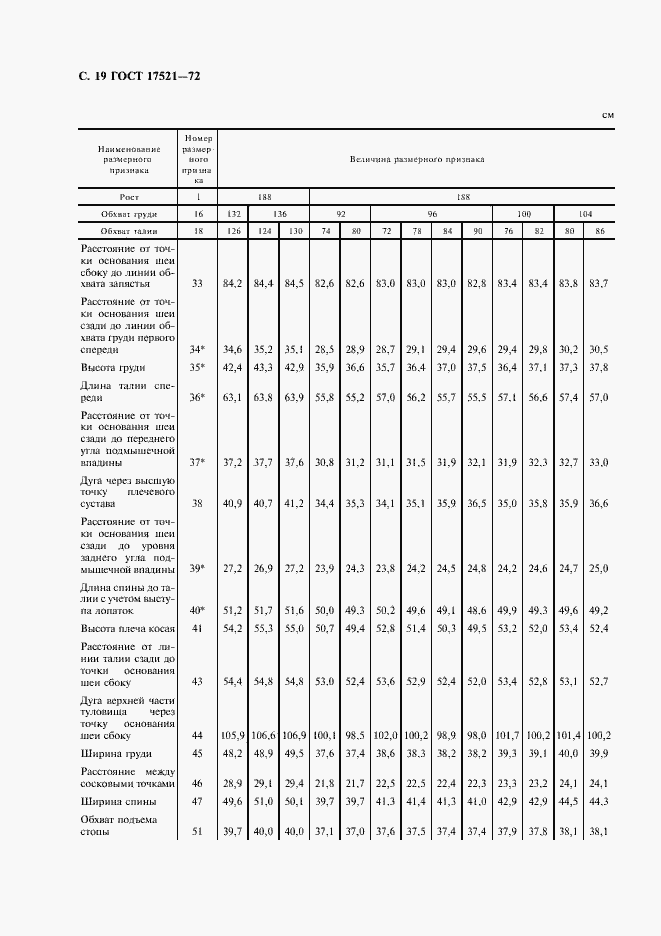 С. 19 ГОСТ 17521—72
см
Наименование размерного признака | Номер размер- ного призна ка | Величина размерного признака
Рост | 1 | 188 | 188
Обхват груди | 16 | 132 | 136 | 92 | 96 | 100 | 104
Обхват талии | 18 | 126 | 124 | 130 | 74 | 80 | 72 | 78 | 84 | 90 | 76 | 82 | 80 | 86
Расстояние от точ-
ки основания шеи
сбоку до линии об-
хвата запястья | 33 | 84,2 | 84,4 | 84,5 | 82,6 | 82,6 | 83,0 | 83,0 | 83,0 | 82,8 | 83,4 | 83,4 | 83,8 | 83,7
Расстояние от точ-
ки основания шеи
сзади до линии об-
хвата груди первого
спереди | 34* | 34,6 | 35,2 | 35,1 | 28,5 | 28,9 | 28,7 | 29,1 | 29,4 | 29,6 | 29,4 | 29,8 | 30,2 | 30,5
Высота груди | 35* | 42,4 | 43,3 | 42,9 | 35,9 | 36,6 | 35,7 | 36,4 | 37,0 | 37,5 | 36,4 | 37,1 | 37,3 | 37,8
Длина талии спе-
реди | 36* | 63,1 | 63,8 | 63,9 | 55,8 | 55,2 | 57,0 | 56,2 | 55,7 | 55,5 | 57,1 | 56,6 | 57,4 | 57,0
Расстояние от точ-
ки основания шеи
сзади до переднего
угла подмышечной
впадины | 37* | 37,2 | 37,7 | 37,6 | 30,8 | 31,2 | 31,1 | 31,5 | 31,9 | 32,1 | 31,9 | 32,3 | 32,7 | 33,0
Дуга через высшую
точку плечевого
сустава | 38 | 40,9 | 40,7 | 41,2 | 34,4 | 35,3 | 34,1 | 35,1 | 35,9 | 36,5 | 35,0 | 35,8 | 35,9 | 36,6
Расстояние от точ-
ки основания шеи
сзади до уровня
заднего угла под-
мышечной впадины | 39* | 27,2 | 26,9 | 27,2 | 23,9 | 24,3 | 23,8 | 24,2 | 24,5 | 24,8 | 24,2 | 24,6 | 24,7 | 25,0
Длина спины до та-
лии с учетом высту-
па лопаток | 40* | 51,2 | 51,7 | 51,6 | 50,0 | 49,3 | 50,2 | 49,6 | 49,1 | 48,6 | 49,9 | 49,3 | 49,6 | 49,2
Высота плеча косая | 41 | 54,2 | 55,3 | 55,0 | 50,7 | 49,4 | 52,8 | 51,4 | 50,3 | 49,5 | 53,2 | 52,0 | 53,4 | 52,4
Расстояние от ли-
нии талии сзади до
точки основания
шеи сбоку | 43 | 54,4 | 54,8 | 54,8 | 53,0 | 52,4 | 53,6 | 52,9 | 52,4 | 52,0 | 53,4 | 52,8 | 53,1 | 52,7
Дуга верхней части
туловища через
точку основания
шеи сбоку | 44 | 105,9 | 106,6 | 106,9 | 100,1 | 98,5 | 102,0 | 100,2 | 98,9 | 98,0 | 101,7 | 100,2 | 101,4 | 100,2
Ширина груди | 45 | 48,2 | 48,9 | 49,5 | 37,6 | 37,4 | 38,6 | 38,3 | 38,2 | 38,2 | 39,3 | 39,1 | 40,0 | 39,9
Расстояние между
сосковыми точками | 46 | 28,9 | 29,1 | 29,4 | 21,8 | 21,7 | 22,5 | 22,5 | 22,4 | 22,3 | 23,3 | 23,2 | 24,1 | 24,1
Ширина спины | 47 | 49,6 | 51,0 | 50,1 | 39,7 | 39,7 | 41,3 | 41,4 | 41,3 | 41,0 | 42,9 | 42,9 | 44,5 | 44,3
Обхват подъема
стопы | 51 | 39,7 | 40,0 | 40,0 | 37,1 | 37,0 | 37,6 | 37,5 | 37,4 | 37,4 | 37,9 | 37,8 | 38,1 | 38,1